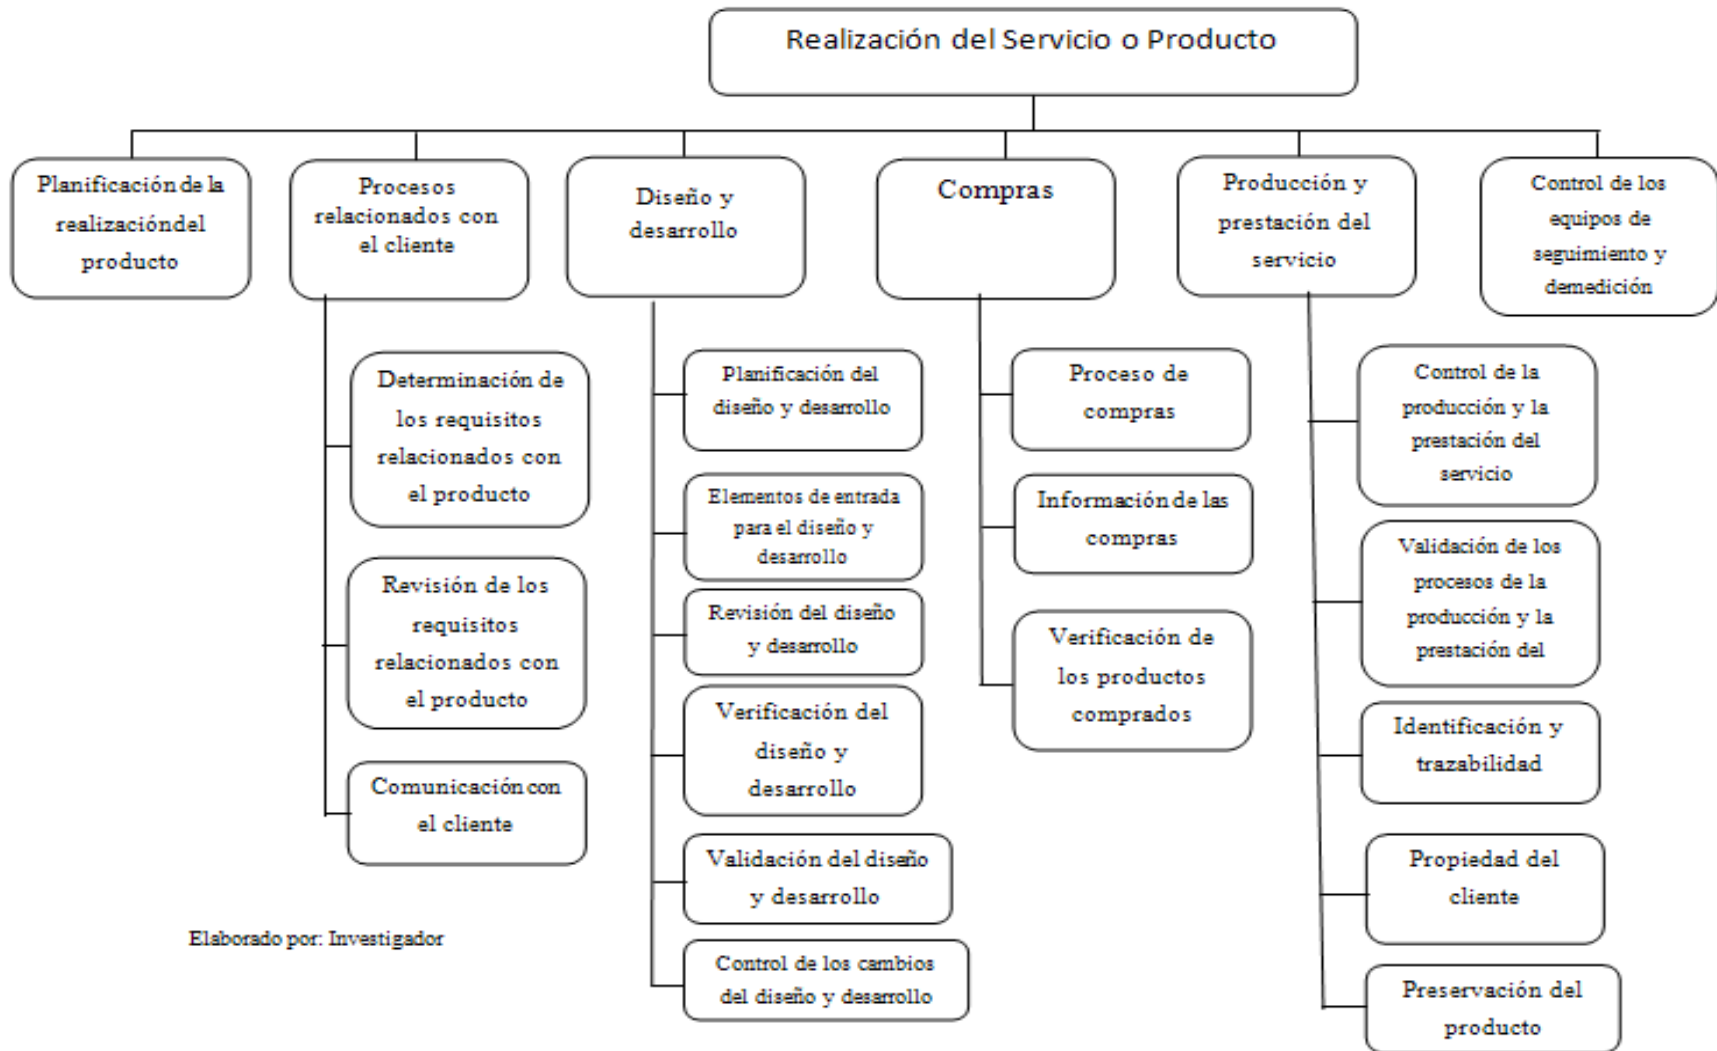 Realización del Servicio o Producto
Planificación de la
realizacióndel
producto
Procesos
relacionados con
el cliente
Diseño y
desarrollo
Compras
Producción y
prestación del
servicio
Control de los
equipos de
seguimiento y
demedición
Determinación de
los requisitos
relacionados con
el producto
Revisión de los
requisitos
relacionados con
el producto
Comunicación con
el cliente
Planificación del
diseño y desarrollo
Elementos de entrada
para el diseño y
desarrollo
Revisión del diseño
y desarrollo
Verificación del
diseño y
desarrollo
Validación del diseño
y desarrollo
Control de los cambios
del diseño y desarrollo
Proceso de
compras
Información de las
compras
Verificación de
los productos
comprados
Control de la
producción y la
prestación del
servicio
Validación de los
procesos de la
producción y la
prestación del
Identificación y
trazabilidad
Propiedad del
cliente
Preservación del
producto
Elaborado por: Investigador